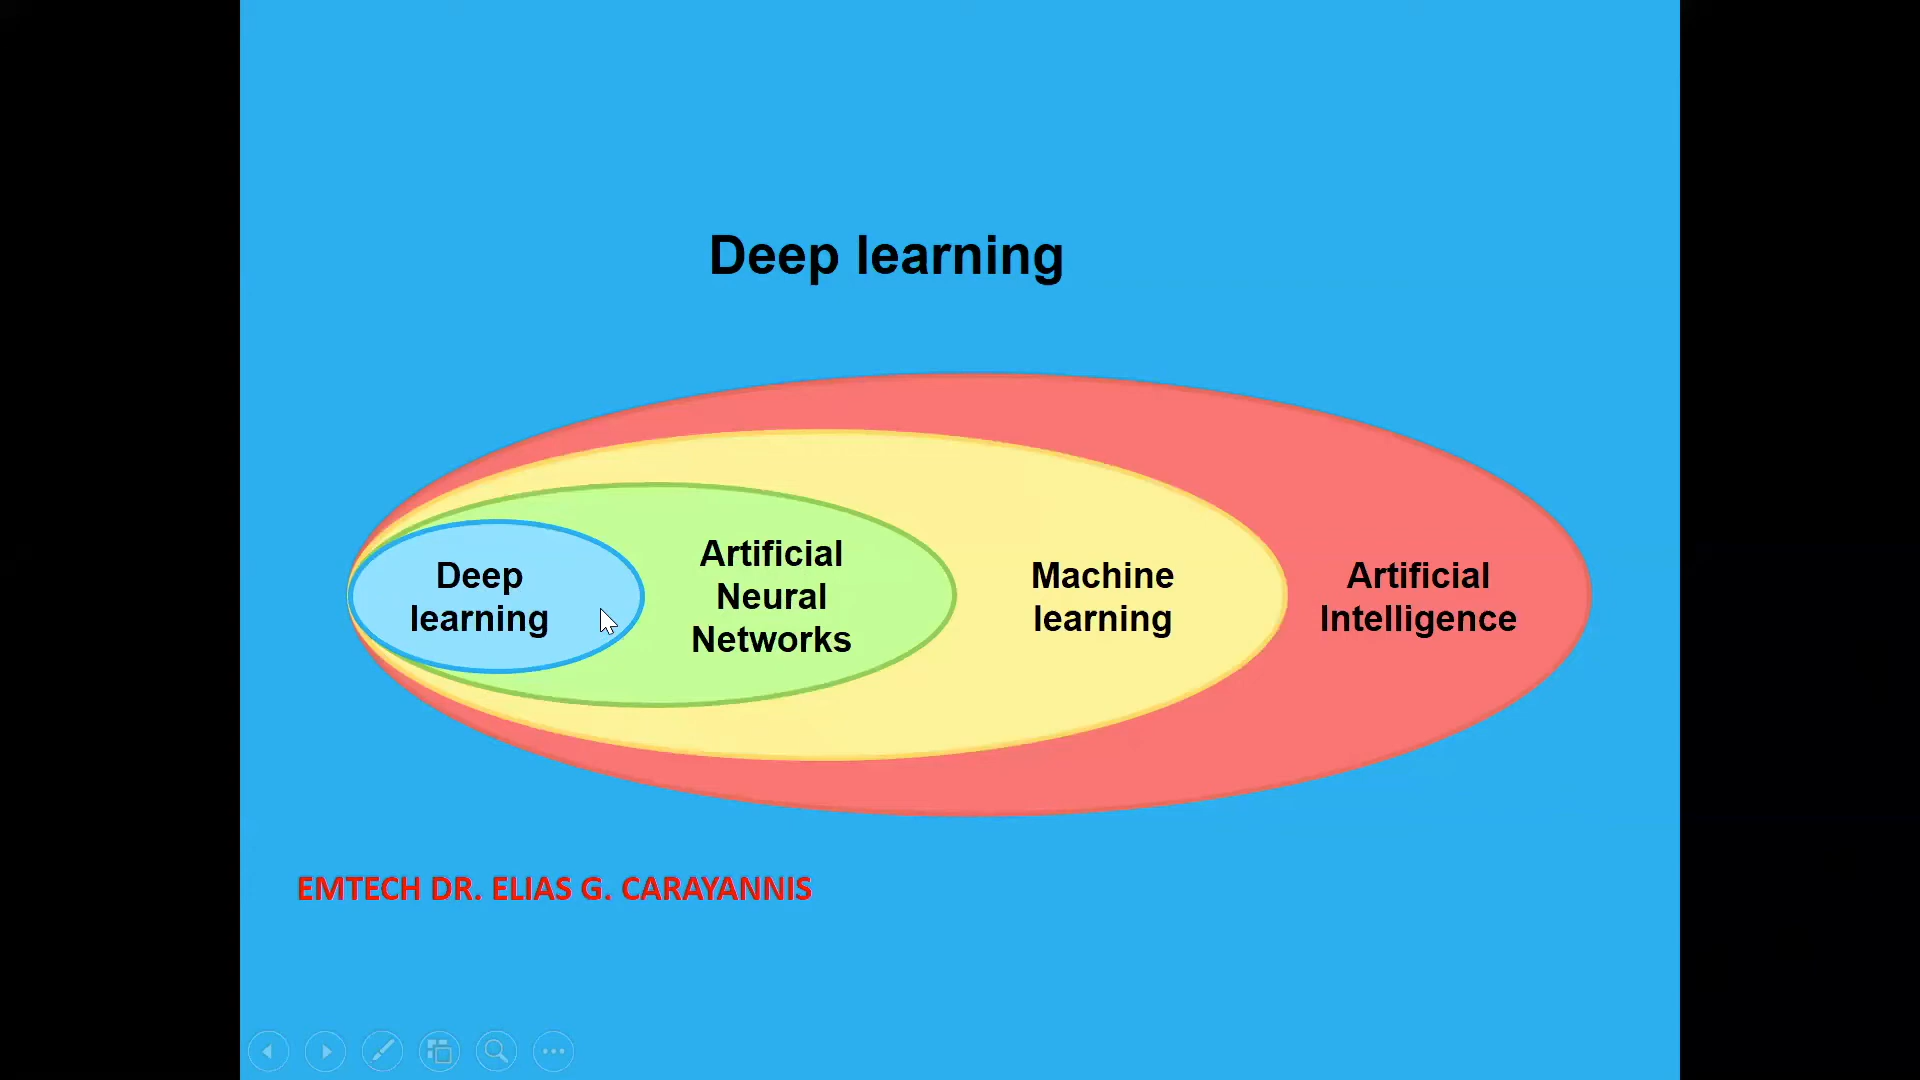 Deep learning
Deep
learning
Artificial
Neural
Networks
Machine
learning
Artificial
Intelligence
EMTECH DR. ELIAS G. CARAYANNIS